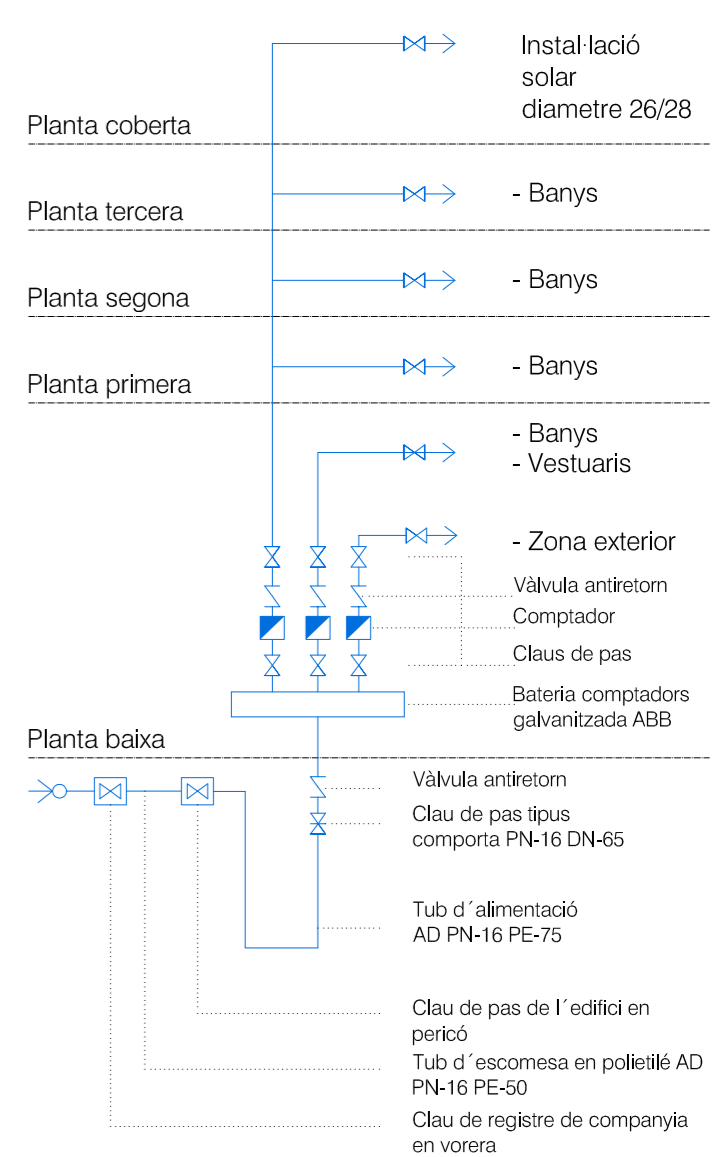 Instal·lació
solar
diametre 26/28
Planta coberta
- Banys
Planta tercera
- Banys
Planta segona
- Banys
Planta primera
- Banys
- Vestuaris
- Zona exterior
Vàlvula antiretorn
Comptador
Claus de pas
Bateria comptadors
galvanitzada ABB
Planta baixa
Vàlvula antiretorn
Clau de pas tipus
comporta PN-16 DN-65
Tub d´alimentació
AD PN-16 PE-75
Clau de pas de l´edifici en
pericó
Tub d´escomesa en polietilé AD
PN-16 PE-50
Clau de registre de companyia
en vorera